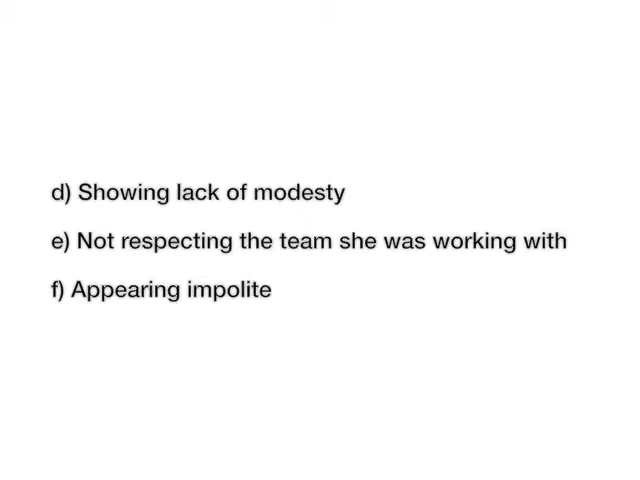 d) Showing lack of modesty
e) Not respecting the team she was working with
f) Appearing impolite